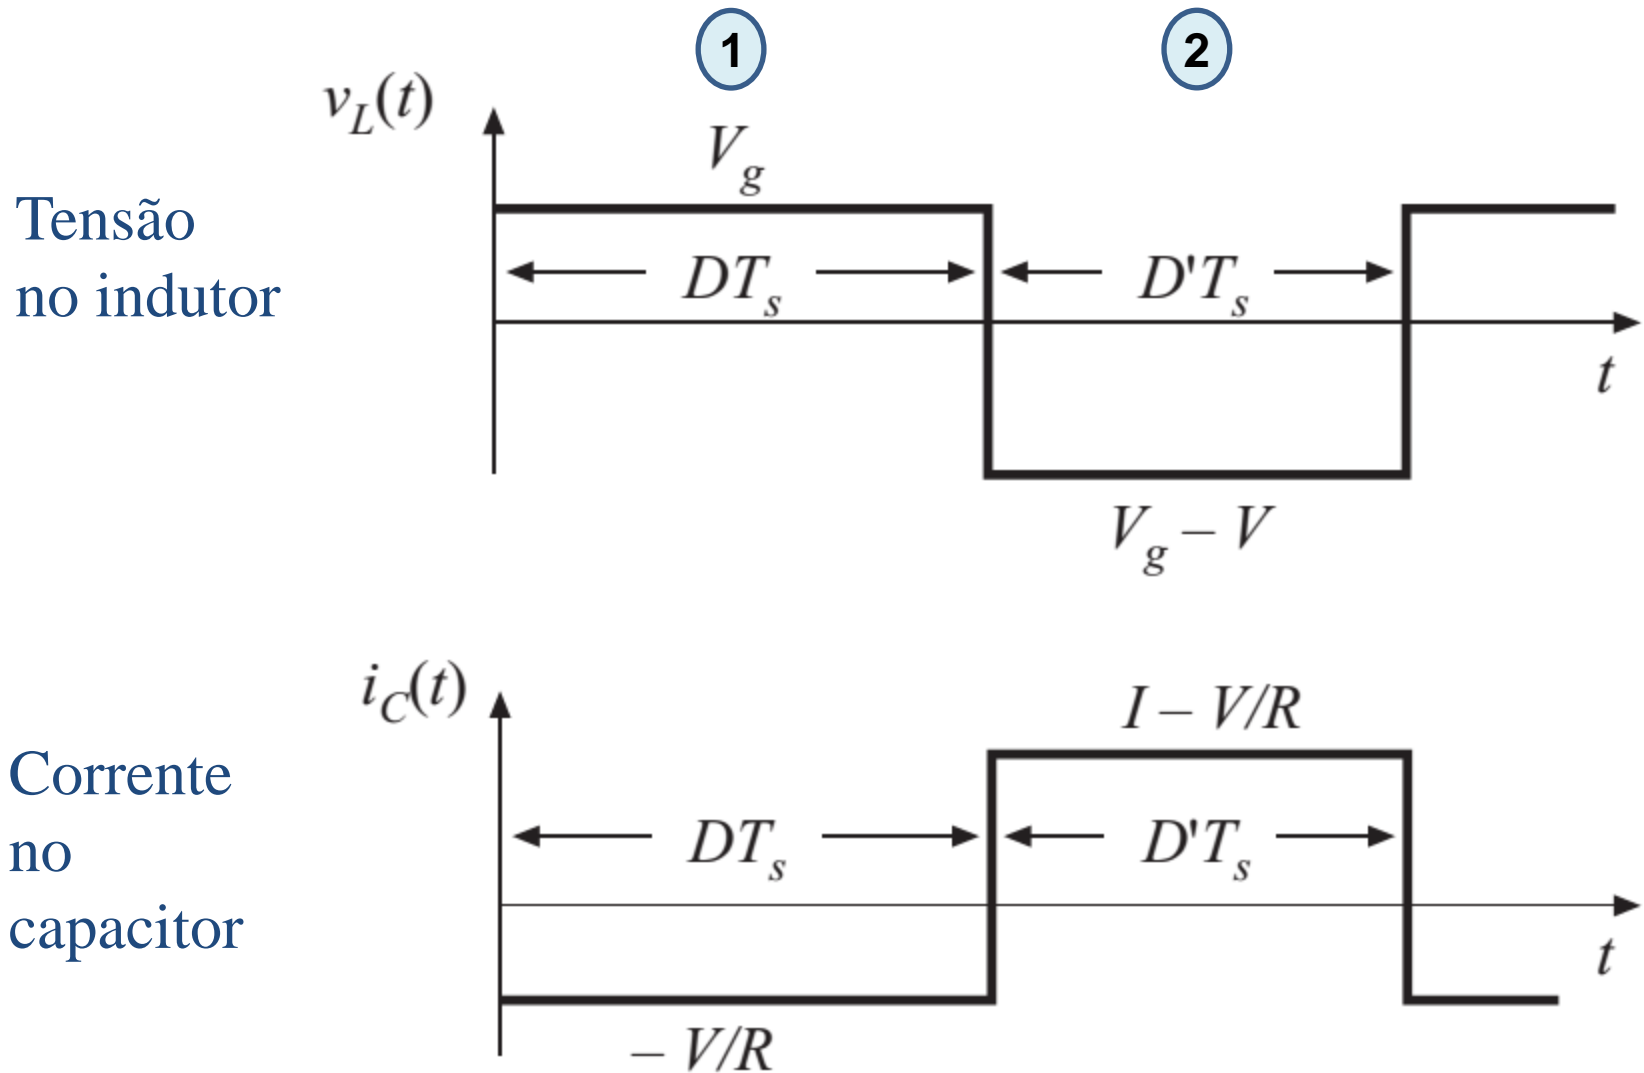 1
2
v_L(t)
V_g
Tensão
no indutor
DT_s
D'T_s
t
V_g – V
i_C(t)
I – V/R
Corrente
no
capacitor
DT_s
D'T_s
t
– V/R